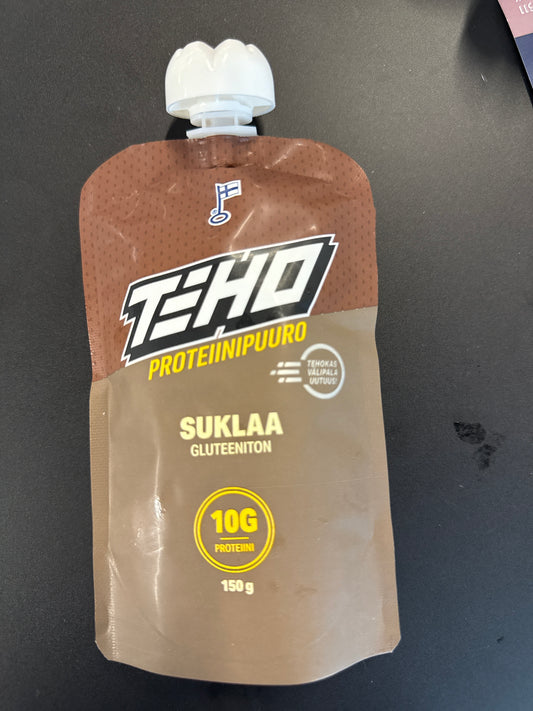 TEHO
PROTEIINIPUURO
TEHOKAS
VÄLIPALA
UUTUUS!
SUKLAA
GLUTEENITON
10G
PROTEIINI
150 g